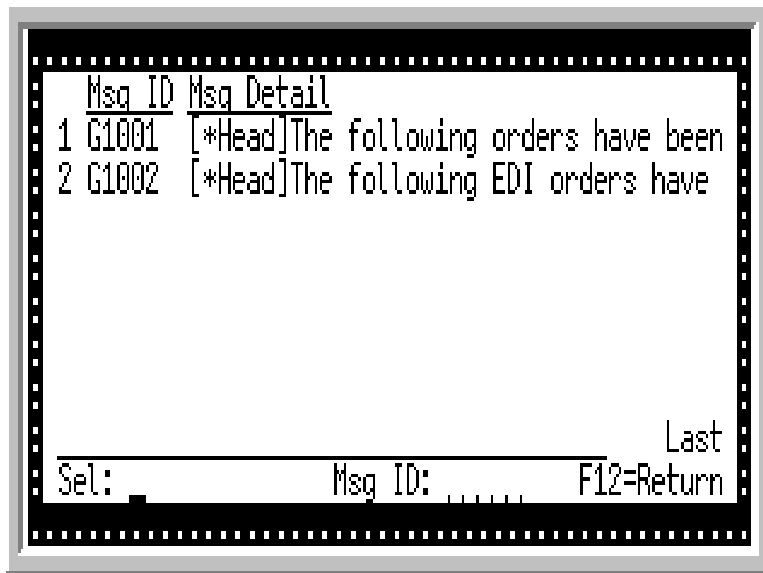 Msg ID Msg Detail
1 G1001 [*Head]The following orders have been
2 G1002 [*Head]The following EDI orders have
Last
Sel: Msg ID: F12=Return